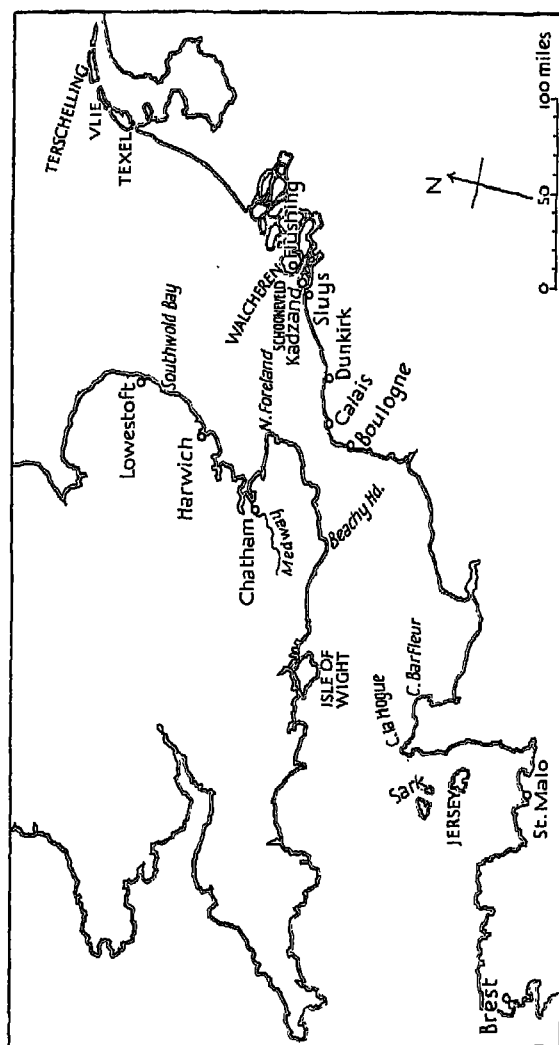 TERSCHELLING
VLIE
TEXEL
Lowestoft
Southwold Bay
Harwich
WALCHEREN
Flushing
SCHOONEVELD
Kadzand
Sluys
N. Foreland
Chatham
Medway
Dunkirk
Calais
Boulogne
Beachy Hd.
ISLE OF
WIGHT
C. la Hogue
C. Barfleur
Sark
JERSEY
St. Malo
Brest
N
0 50 100 miles